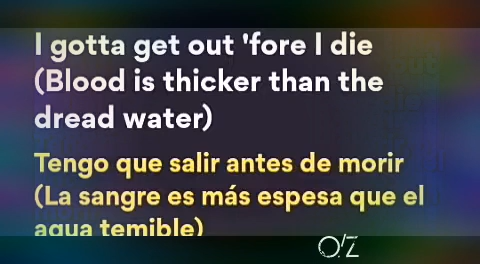 I gotta get out 'fore I die
(Blood is thicker than the
dread water)
Tengo que salir antes de morir
(La sangre es más espesa que el
agua temible)
O!Z